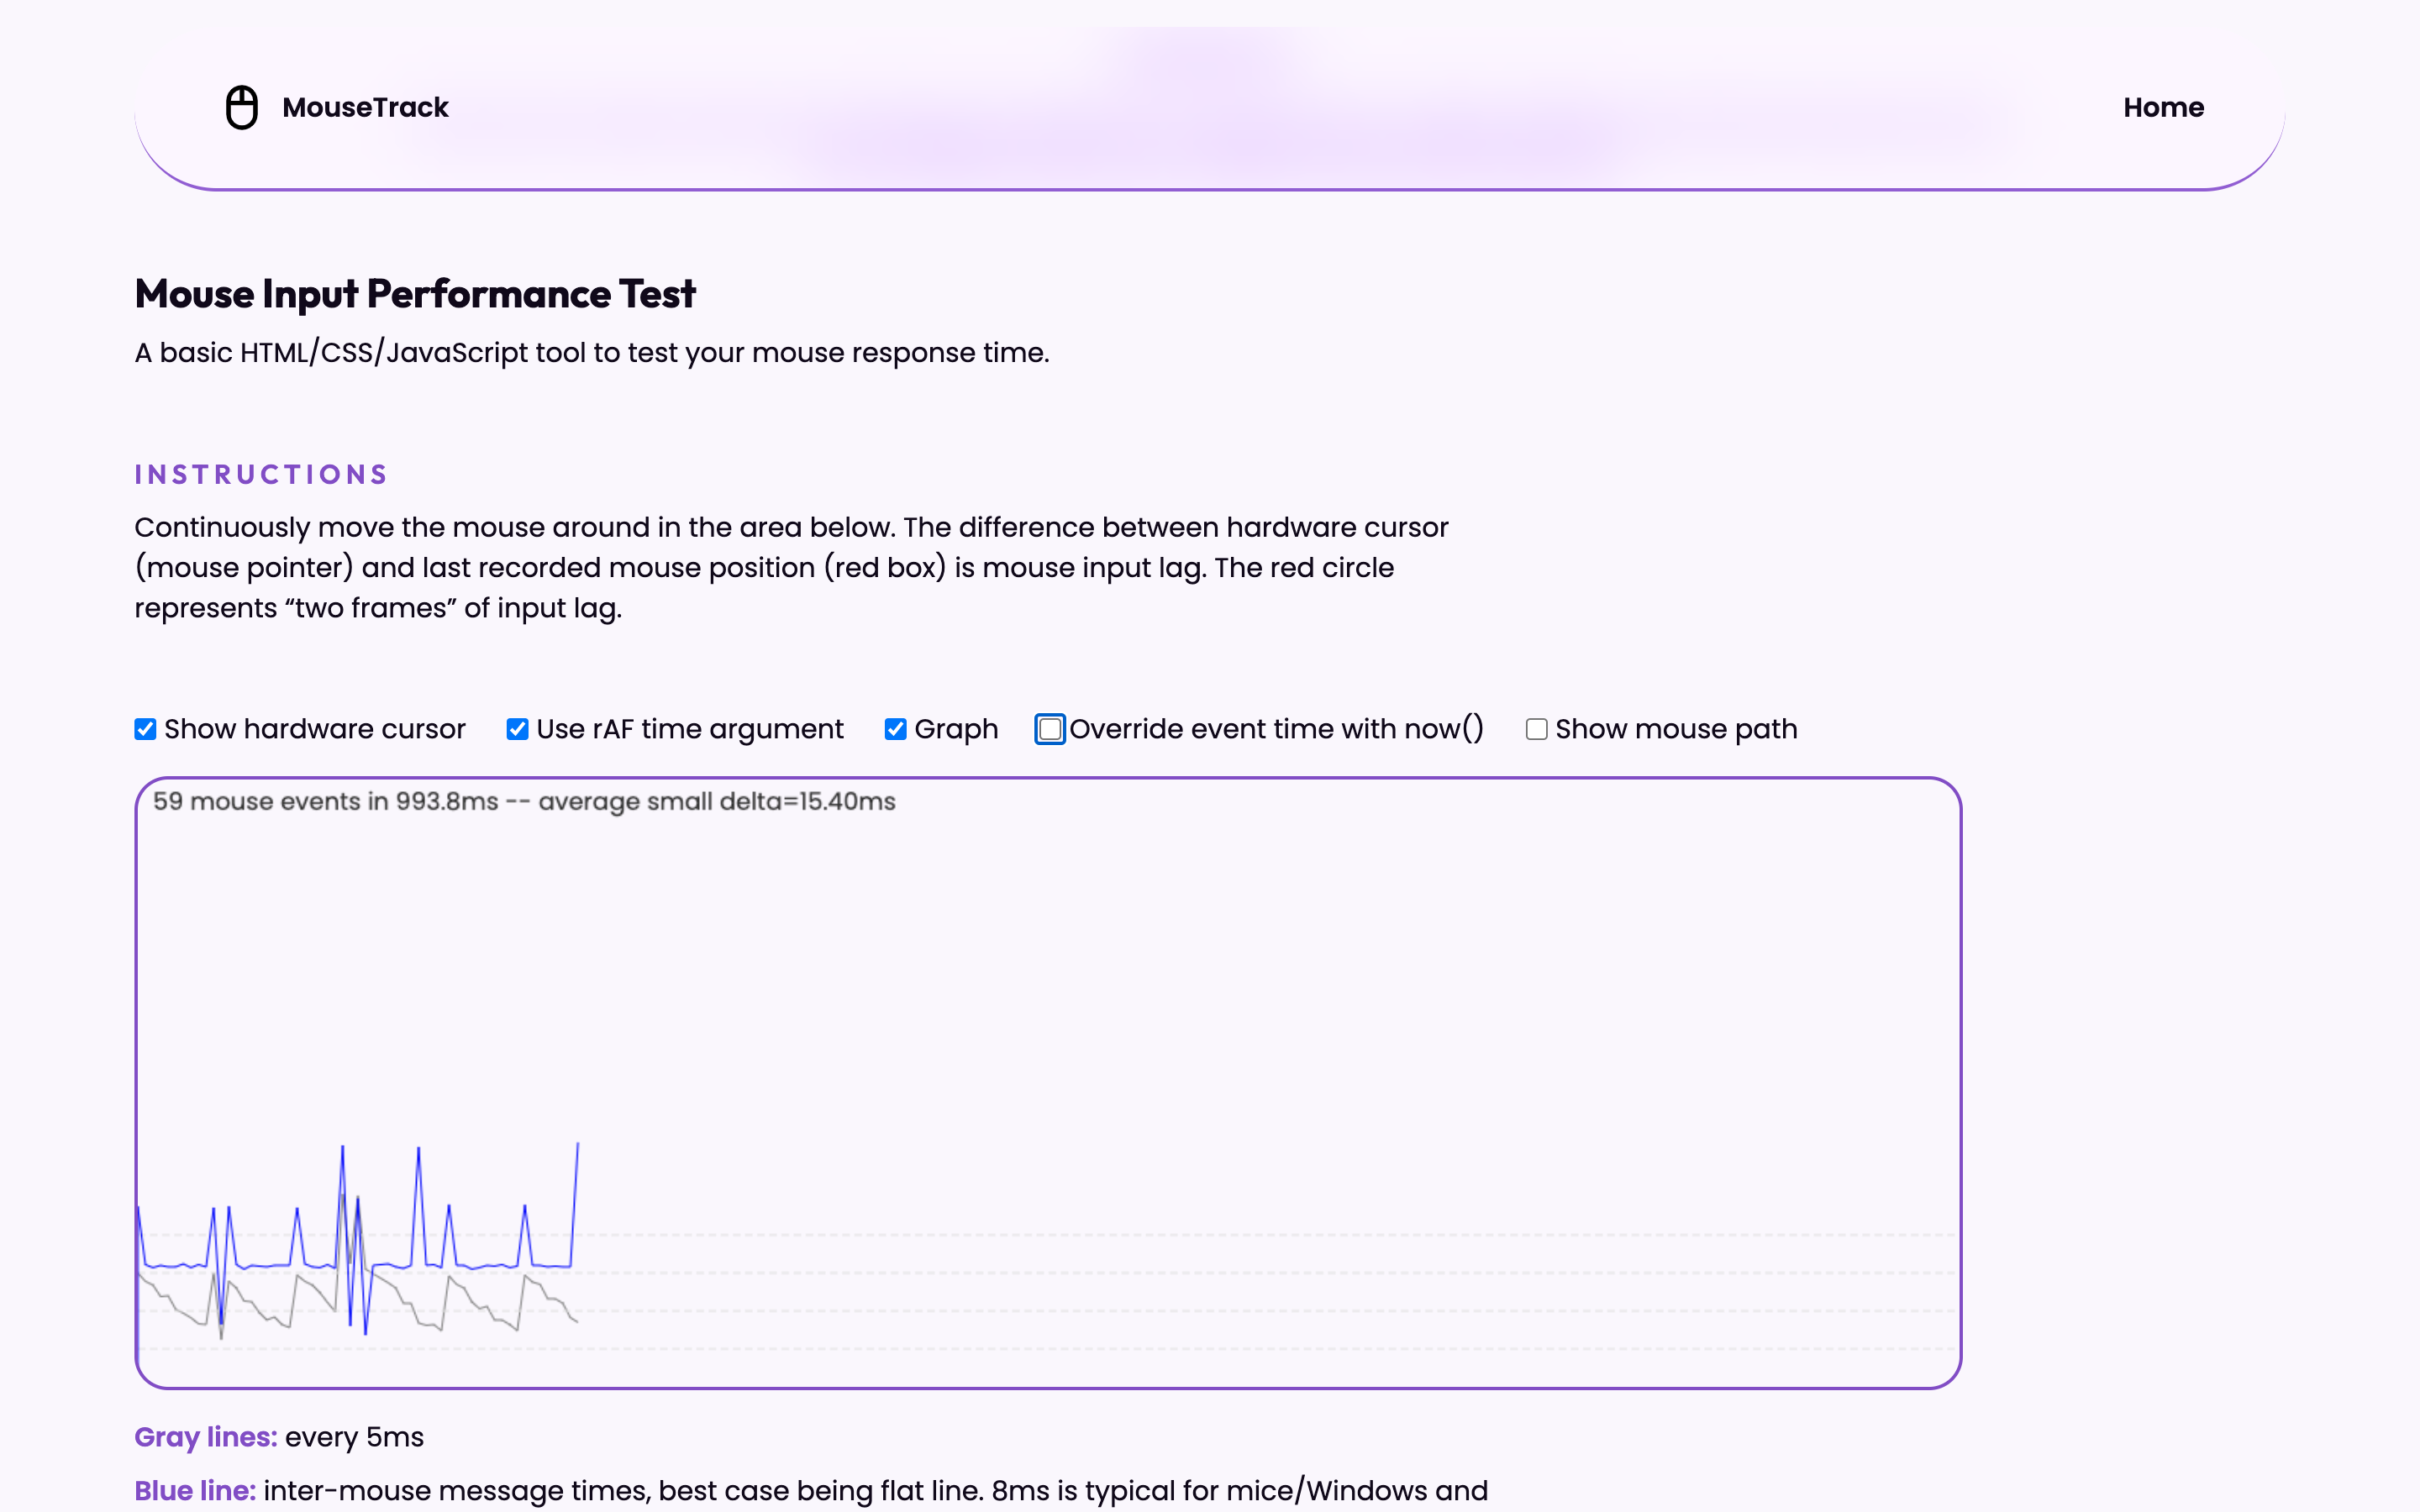 MouseTrack
Home
Mouse Input Performance Test
A basic HTML/CSS/JavaScript tool to test your mouse response time.
INSTRUCTIONS
Continuously move the mouse around in the area below. The difference between hardware cursor
(mouse pointer) and last recorded mouse position (red box) is mouse input lag. The red circle
represents “two frames” of input lag.
Show hardware cursor Use rAF time argument Graph Override event time with now() Show mouse path
59 mouse events in 993.8ms -- average small delta=15.40ms
Gray lines: every 5ms
Blue line: inter-mouse message times, best case being flat line. 8ms is typical for mice/Windows and